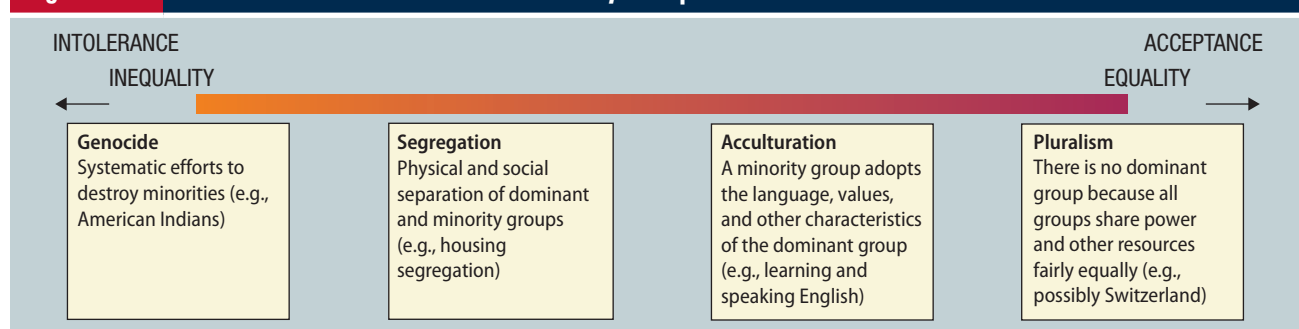 INTOLERANCE
ACCEPTANCE
INEQUALITY
EQUALITY
Genocide
Systematic efforts to
destroy minorities (e.g.,
American Indians)
Segregation
Physical and social
separation of dominant
and minority groups
(e.g., housing
segregation)
Acculturation
A minority group adopts
the language, values,
and other characteristics
of the dominant group
(e.g., learning and
speaking English)
Pluralism
There is no dominant
group because all
groups share power
and other resources
fairly equally (e.g.,
possibly Switzerland)